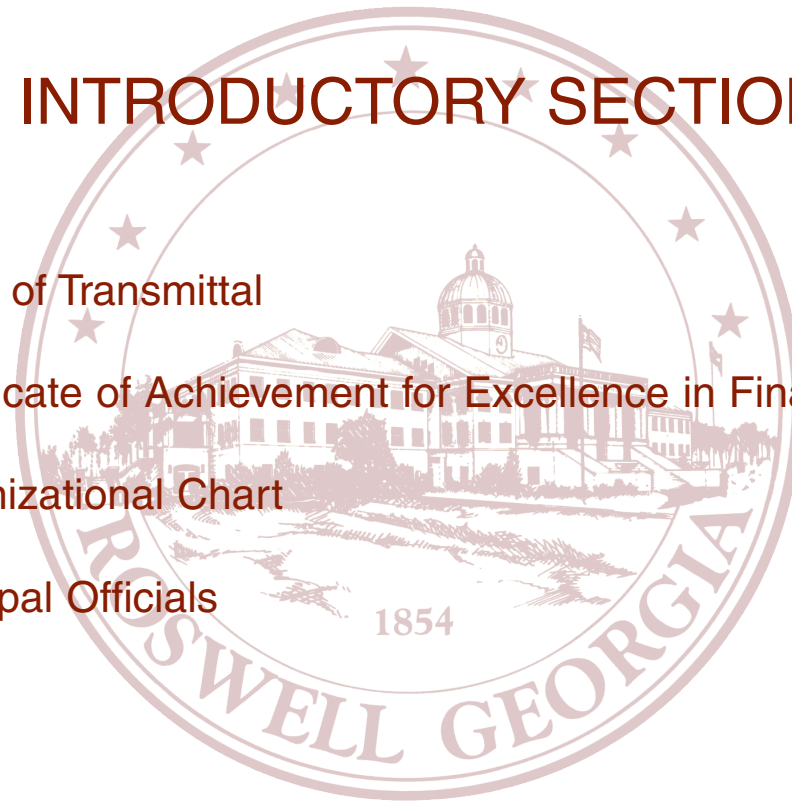 INTRODUCTORY SECTIO
of Transmittal
cate of Achievement for Excellence in Fina
nizational Chart
pal Officials
1854
ROSWELL GEORGIA